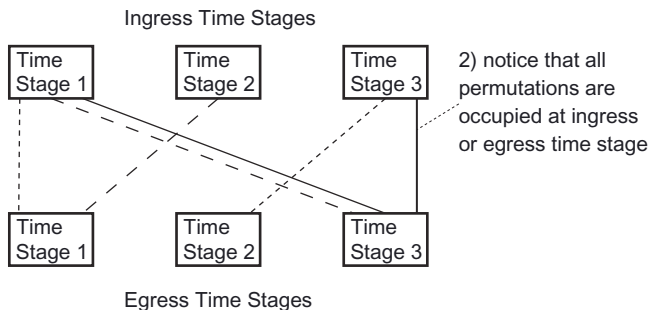 Ingress Time Stages
Time
Stage 1
Time
Stage 2
Time
Stage 3
2) notice that all
permutations are
occupied at ingress
or egress time stage
Time
Stage 1
Time
Stage 2
Time
Stage 3
Egress Time Stages